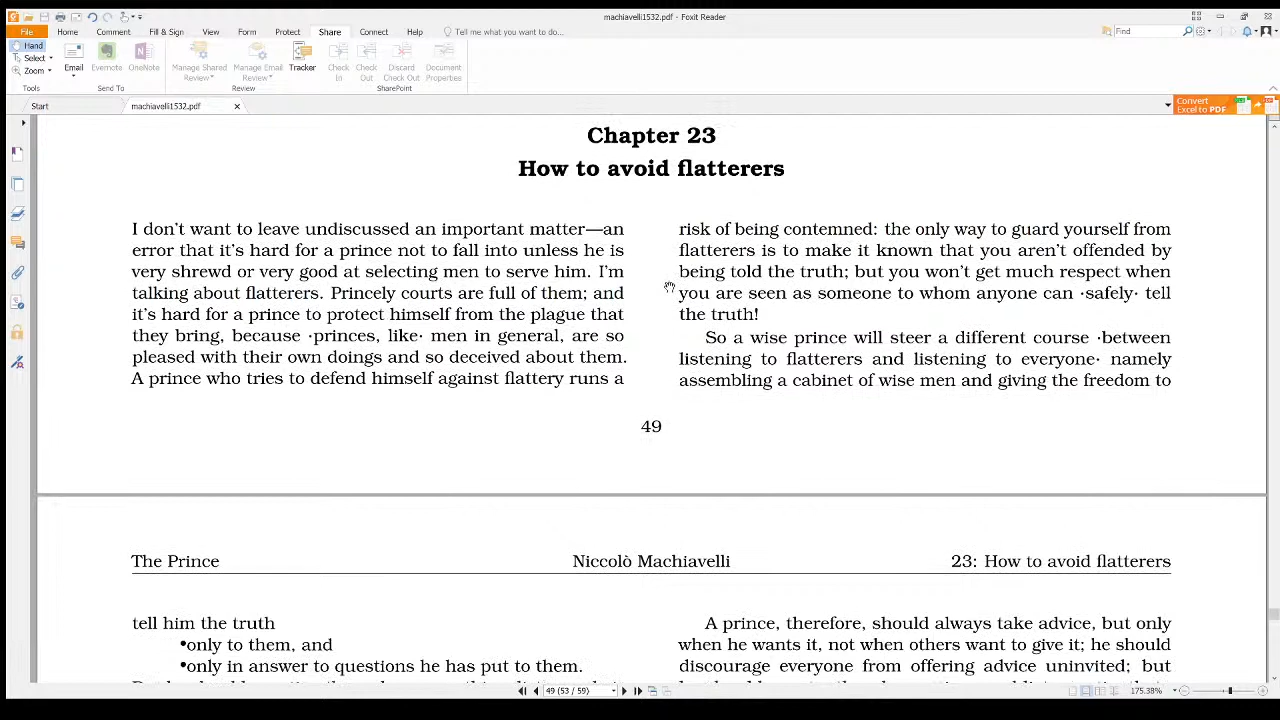 machiavelli1532.pdf - Foxit Reader
File Home Comment Fill & Sign View Form Protect Share Connect Help Tell me what you want to do... Find
Hand
Select
Zoom
Tools
Email
Evernote
OneNote
Send To
Manage Shared
Review
Manage Email
Review
Tracker
Review
Check
In
Check
Out
Discard
Check Out
Document
Properties
SharePoint
Start machiavelli1532.pdf
Convert
Excel to PDF
Chapter 23
How to avoid flatterers
I don't want to leave undiscussed an important matter—an
error that it's hard for a prince not to fall into unless he is
very shrewd or very good at selecting men to serve him. I'm
talking about flatterers. Princely courts are full of them; and
it's hard for a prince to protect himself from the plague that
they bring, because ·princes, like· men in general, are so
pleased with their own doings and so deceived about them.
A prince who tries to defend himself against flattery runs a
risk of being contemned: the only way to guard yourself from
flatterers is to make it known that you aren't offended by
being told the truth; but you won't get much respect when
you are seen as someone to whom anyone can ·safely· tell
the truth!
So a wise prince will steer a different course ·between
listening to flatterers and listening to everyone· namely
assembling a cabinet of wise men and giving the freedom to
49
The Prince Niccolò Machiavelli 23: How to avoid flatterers
tell him the truth
•only to them, and
•only in answer to questions he has put to them.
A prince, therefore, should always take advice, but only
when he wants it, not when others want to give it; he should
discourage everyone from offering advice uninvited; but
49 (53 / 59)
175.38%